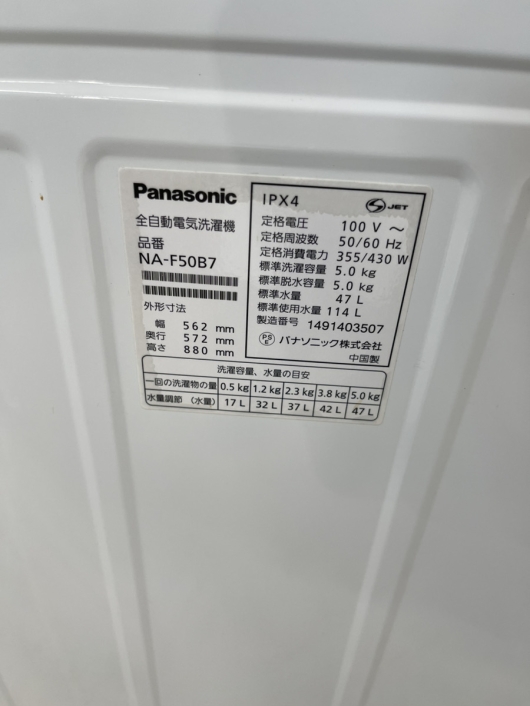 Panasonic
全自動電気洗濯機
品番
NA-F50B7
外形寸法
幅 562 mm
奥行 572 mm
高さ 880 mm
IPX4
S JET
定格電圧 100 V ～
定格周波数 50/60 Hz
定格消費電力 355/430 W
標準洗濯容量 5.0 kg
標準脱水容量 5.0 kg
標準水量 47 L
標準使用水量 114 L
製造番号 1491403507
PS E パナソニック株式会社
中国製
洗濯容量、水量の目安
一回の洗濯物の量 0.5 kg 1.2 kg 2.3 kg 3.8 kg 5.0 kg
水量調節 (水量) 17 L 32 L 37 L 42 L 47 L